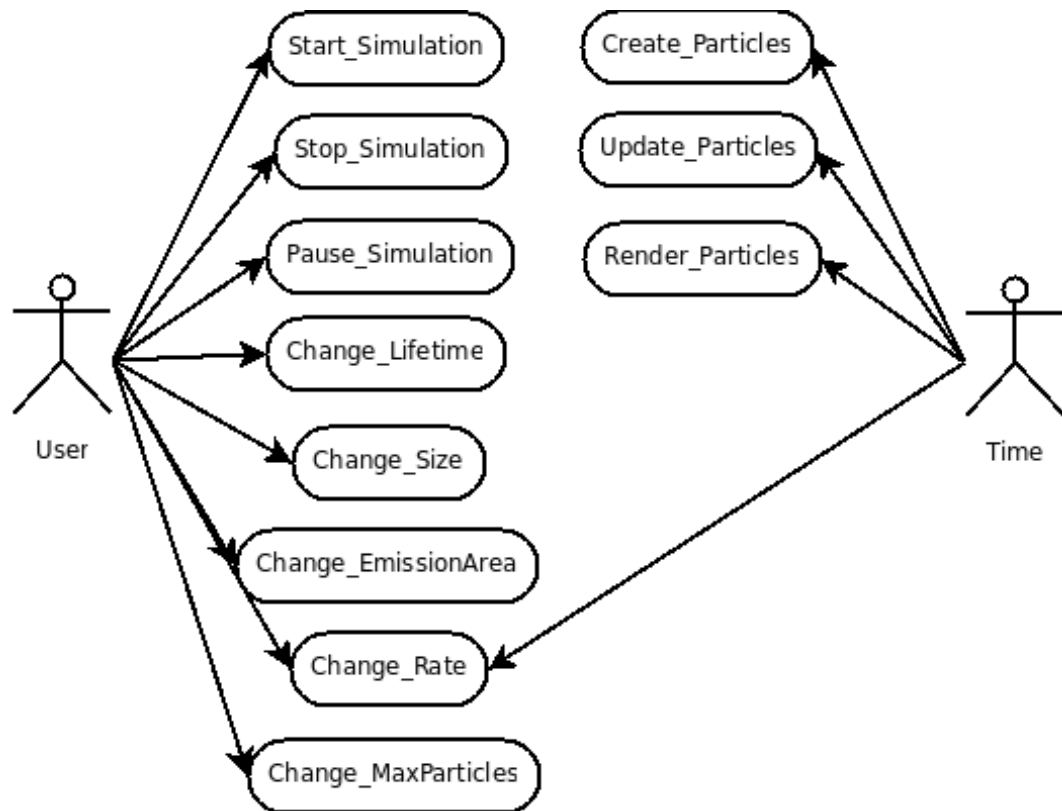 Start_Simulation
Create_Particles
Stop_Simulation
Update_Particles
Pause_Simulation
Render_Particles
Change_Lifetime
User
Change_Size
Time
Change_EmissionArea
Change_Rate
Change_MaxParticles